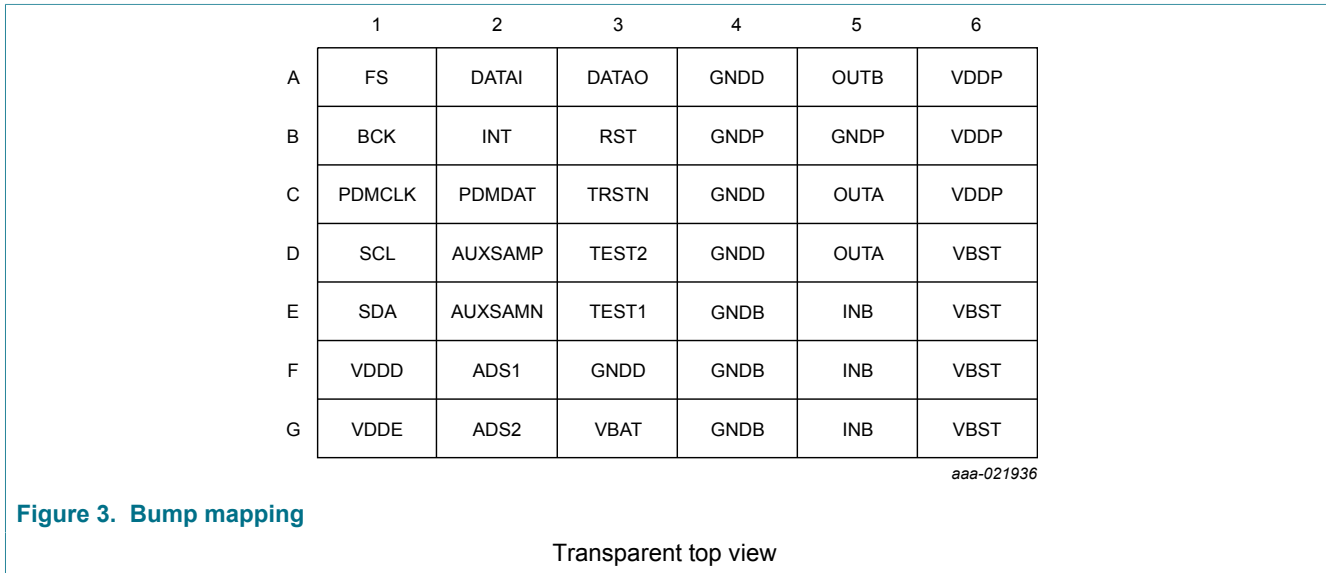 1 2 3 4 5 6
A FS DATAI DATAO GNDD OUTB VDDP
B BCK INT RST GNDP GNDP VDDP
C PDMCLK PDMDAT TRSTN GNDD OUTA VDDP
D SCL AUXSAMP TEST2 GNDD OUTA VBST
E SDA AUXSAMN TEST1 GNDB INB VBST
F VDDD ADS1 GNDD GNDB INB VBST
G VDDE ADS2 VBAT GNDB INB VBST
aaa-021936
Figure 3. Bump mapping
Transparent top view